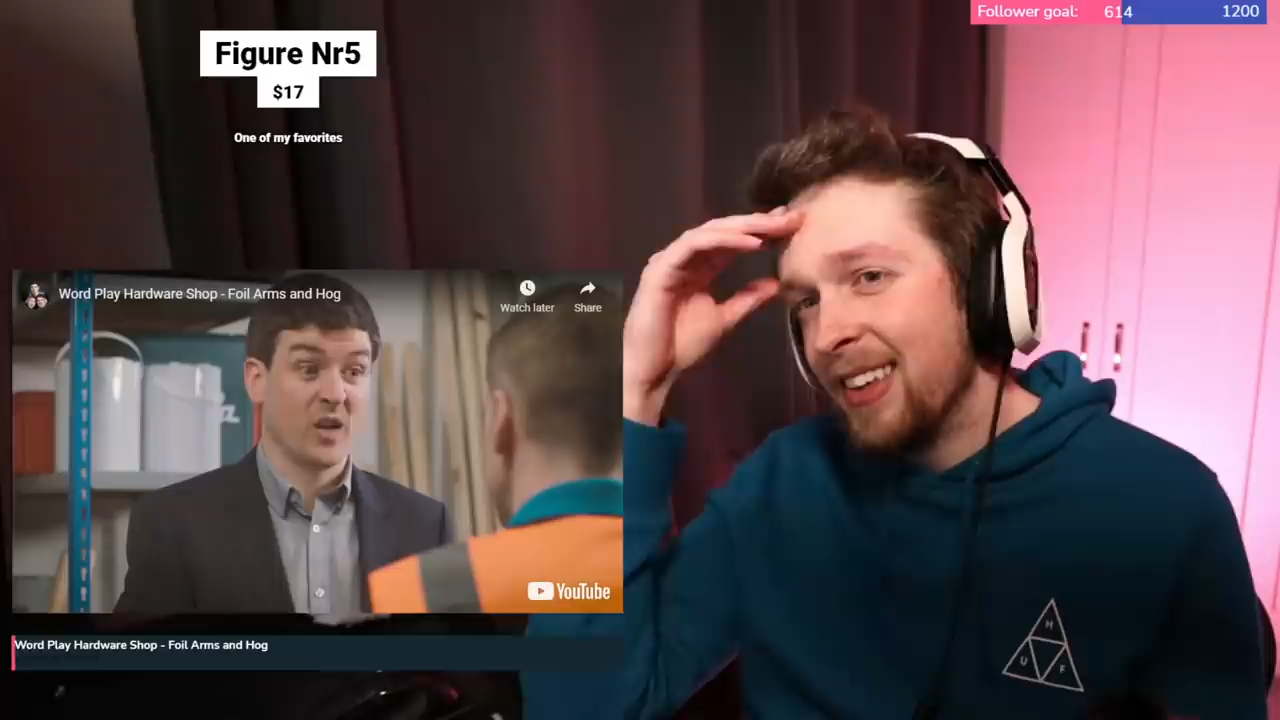 Follower goal: 614 1200
Figure Nr5
$17
One of my favorites
Word Play Hardware Shop - Foil Arms and Hog
Watch later
Share
YouTube
Word Play Hardware Shop - Foil Arms and Hog
H
U F